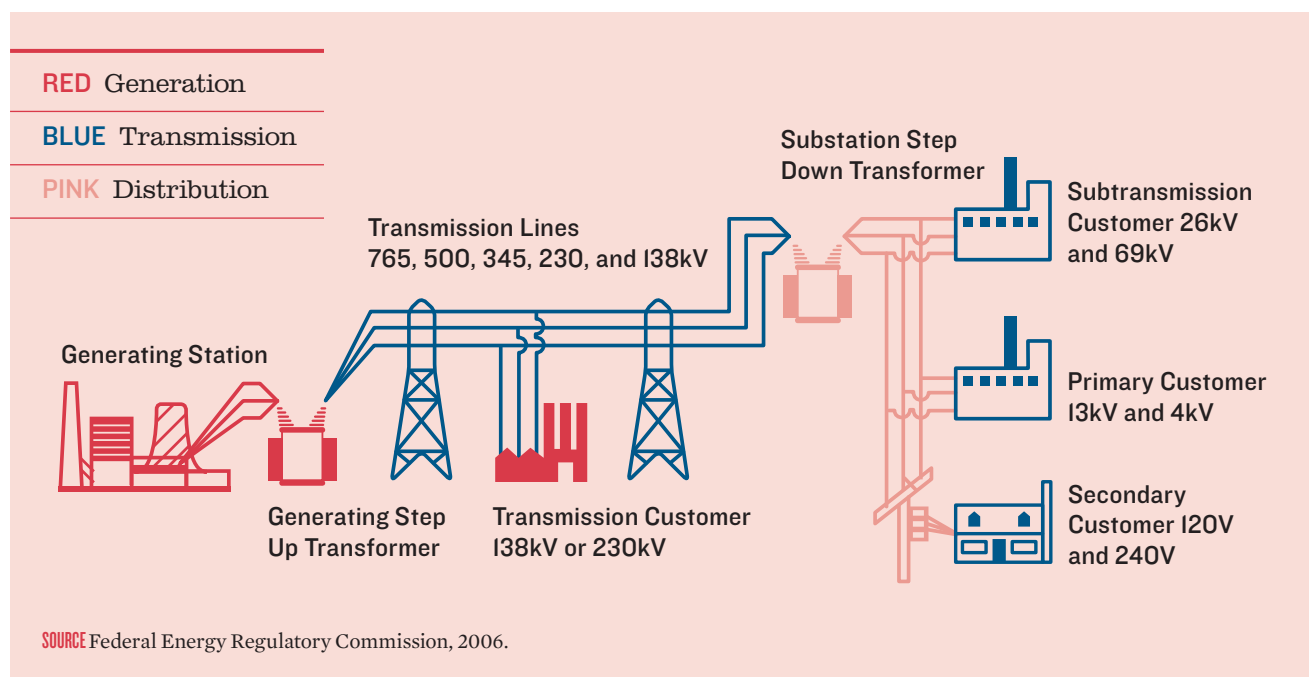 RED Generation
BLUE Transmission
PINK Distribution
Substation Step
Down Transformer
Subtransmission
Customer 26kV
and 69kV
Transmission Lines
765, 500, 345, 230, and 138kV
Generating Station
Primary Customer
13kV and 4kV
Generating Step
Up Transformer
Transmission Customer
138kV or 230kV
Secondary
Customer 120V
and 240V
SOURCE Federal Energy Regulatory Commission, 2006.